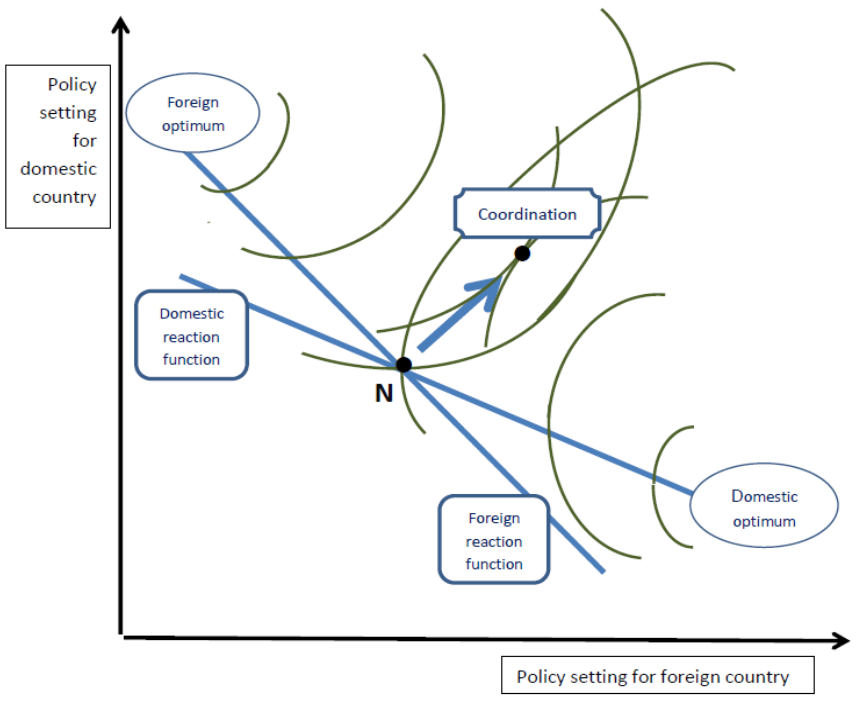 Policy
setting
for
domestic
country
Foreign
optimum
Coordination
Domestic
reaction
function
N
Foreign
reaction
function
Domestic
optimum
Policy setting for foreign country